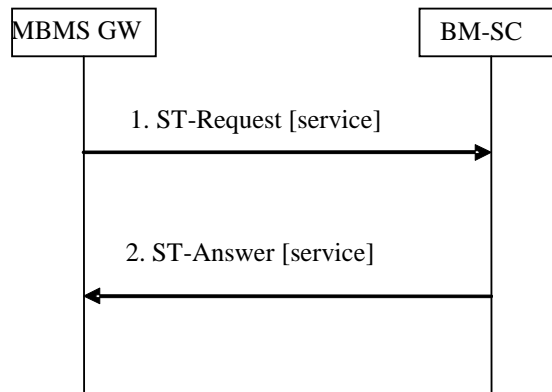 MBMS GW
BM-SC
1. ST-Request [service]
2. ST-Answer [service]